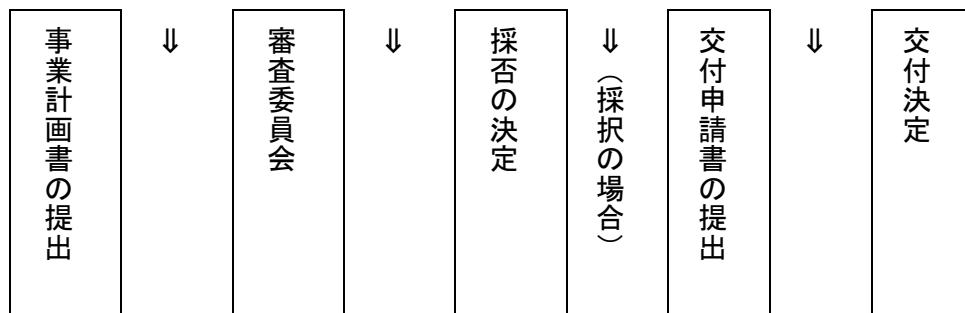 事業計画書の提出
⇓
審査委員会
⇓
採否の決定
⇓（採択の場合）
交付申請書の提出
⇓
交付決定